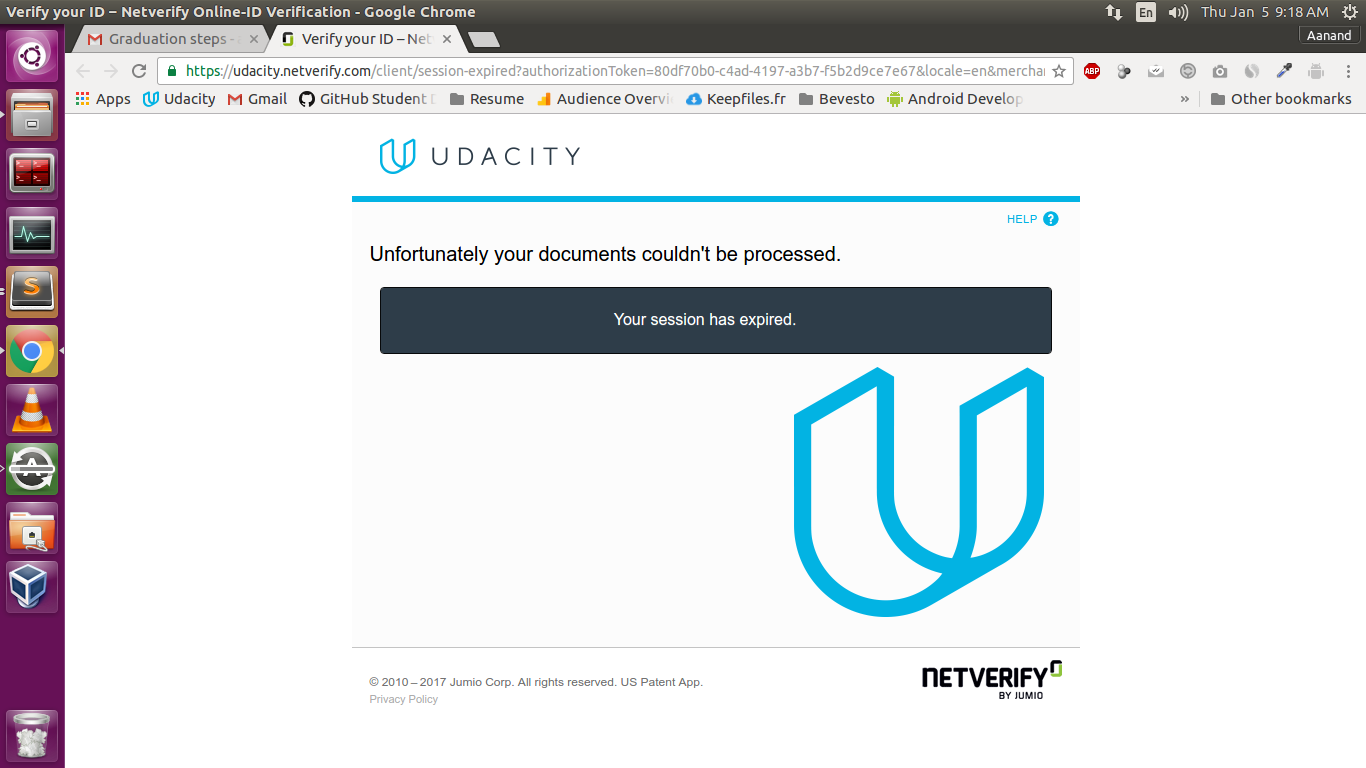 Verify your ID – Netverify Online-ID Verification - Google Chrome
En
Thu Jan 5 9:18 AM
Graduation steps -
Verify your ID – Net
Aanand
https://udacity.netverify.com/client/session-expired?authorizationToken=80df70b0-c4ad-4197-a3b7-f5b2d9ce7e67&locale=en&mercha
ABP
Apps
Udacity
Gmail
GitHub Student
Resume
Audience Overvi
Keepfiles.fr
Bevesto
Android Develop
»
Other bookmarks
UDACITY
HELP ?
Unfortunately your documents couldn't be processed.
Your session has expired.
© 2010 – 2017 Jumio Corp. All rights reserved. US Patent App.
Privacy Policy
NETVERIFY
BY JUMIO